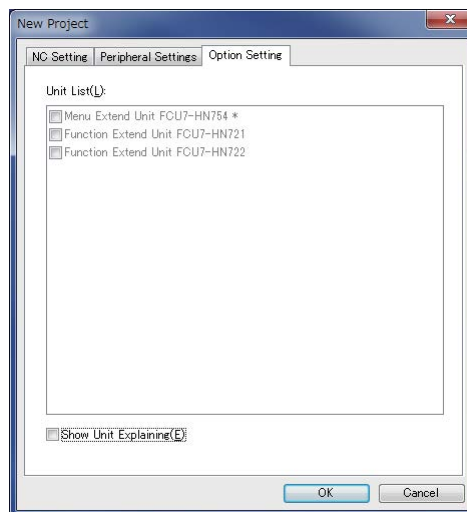 New Project
NC Setting Peripheral Settings Option Setting
Unit List(L):
Menu Extend Unit FCU7-HN754 *
Function Extend Unit FCU7-HN721
Function Extend Unit FCU7-HN722
Show Unit Explaining(E)
OK Cancel